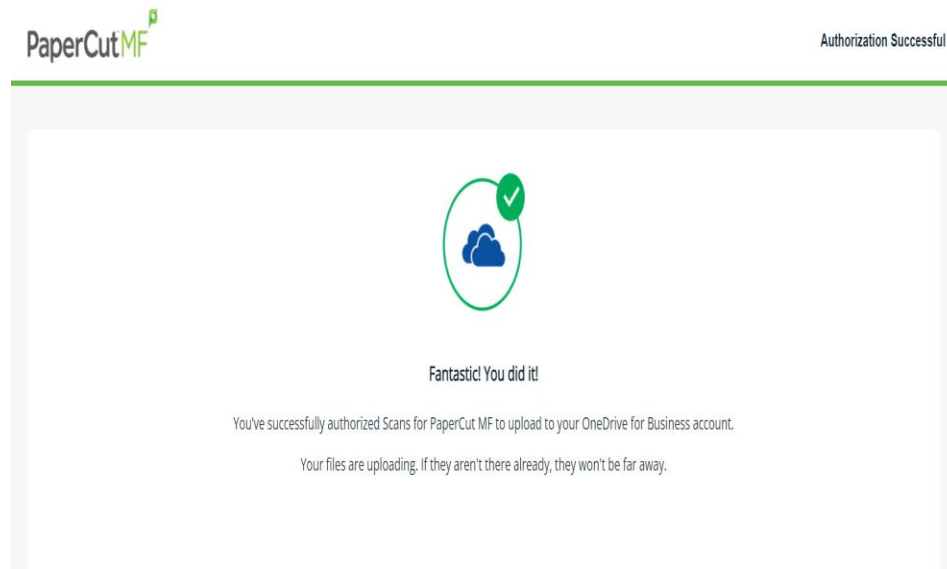 PaperCut MF
Authorization Successful
Fantastic! You did it!
You've successfully authorized Scans for PaperCut MF to upload to your OneDrive for Business account.
Your files are uploading. If they aren't there already, they won't be far away.